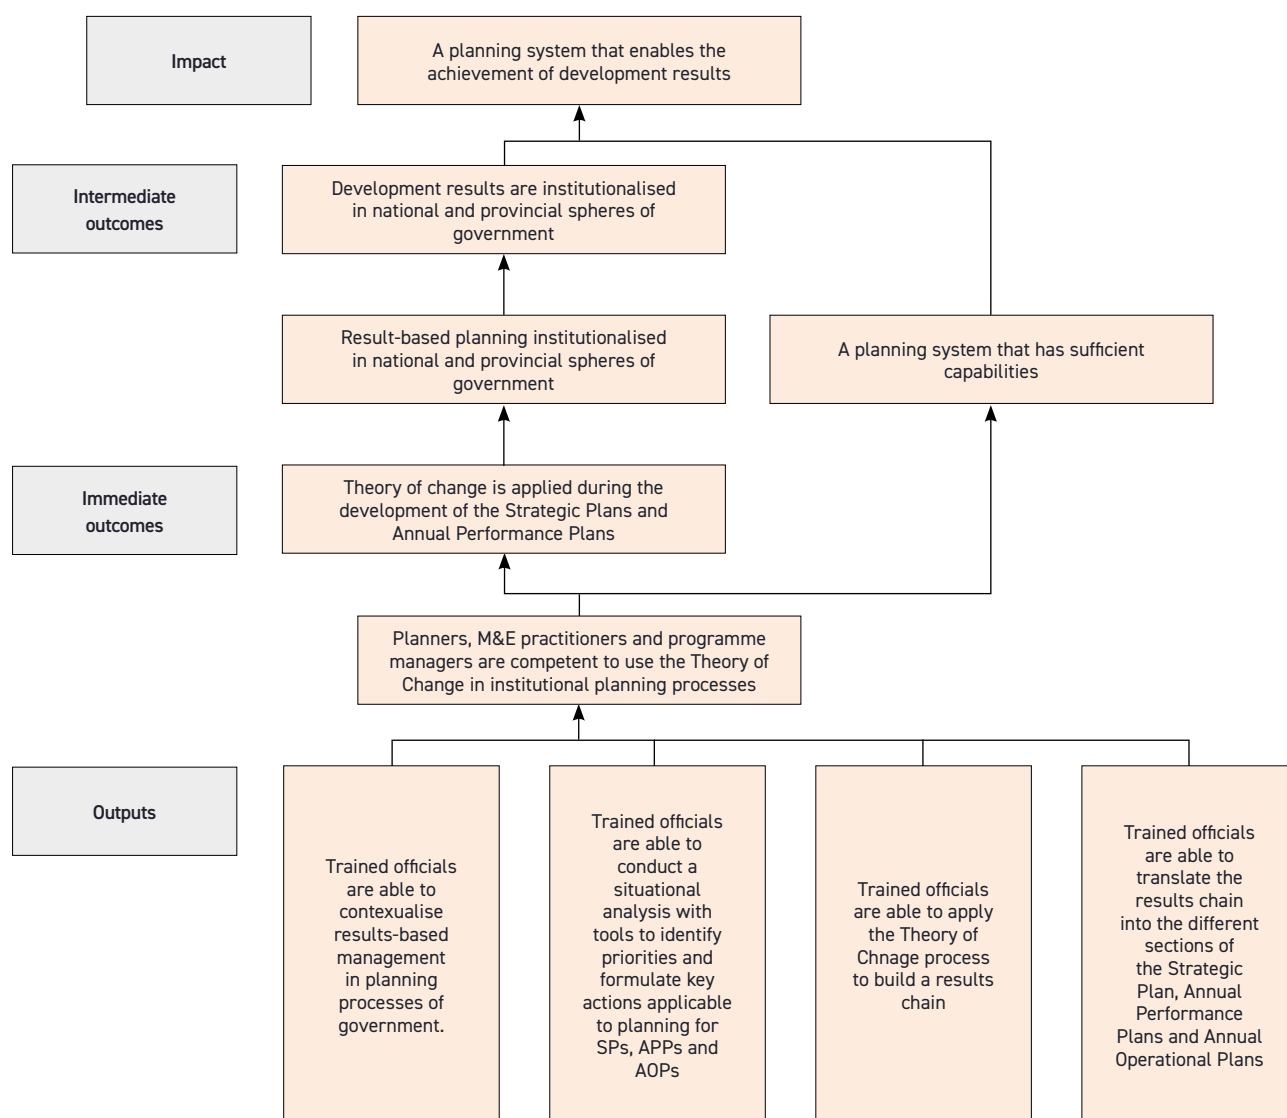 Impact
A planning system that enables the
achievement of development results
Intermediate
outcomes
Development results are institutionalised
in national and provincial spheres of
government
Result-based planning institutionalised
in national and provincial spheres of
government
A planning system that has sufficient
capabilities
Immediate
outcomes
Theory of change is applied during the
development of the Strategic Plans and
Annual Performance Plans
Planners, M&E practitioners and programme
managers are competent to use the Theory of
Change in institutional planning processes
Outputs
Trained officials
are able to
contexualise
results-based
management
in planning
processes of
government.
Trained officials
are able to
conduct a
situational
analysis with
tools to identify
priorities and
formulate key
actions applicable
to planning for
SPs, APPs and
AOPs
Trained officials
are able to apply
the Theory of
Chnage process
to build a results
chain
Trained officials
are able to
translate the
results chain
into the different
sections of
the Strategic
Plan, Annual
Performance
Plans and Annual
Operational Plans